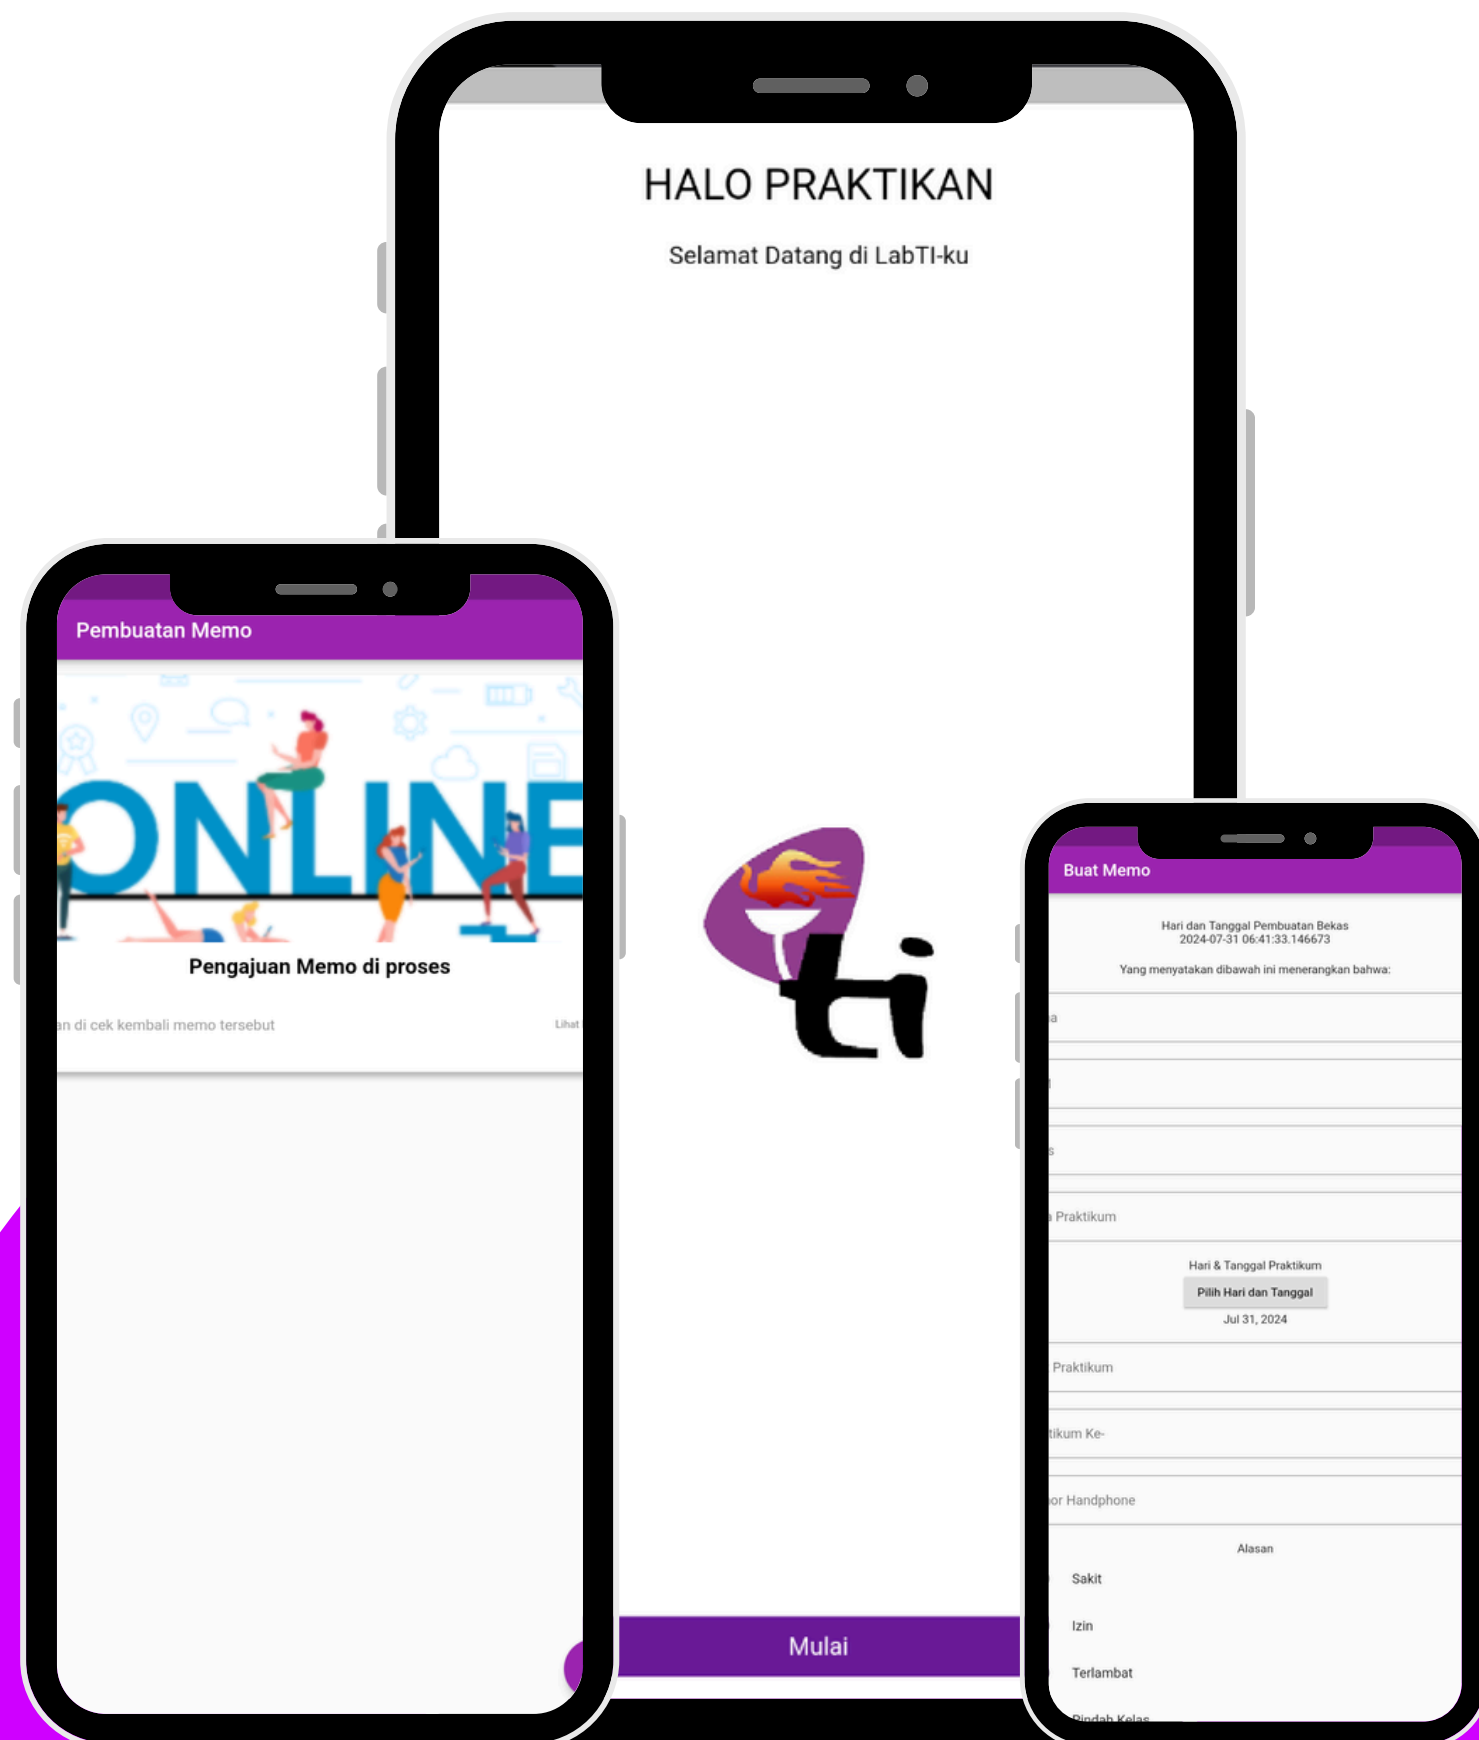 HALO PRAKTIKAN
Selamat Datang di LabTI-ku
ti
Mulai
Pembuatan Memo
ONLINE
Pengajuan Memo di proses
di cek kembali memo tersebut
Lihat
Buat Memo
Hari dan Tanggal Pembuatan Bekas
2024-07-31 06:41:33.146673
Yang menyatakan dibawah ini menerangkan bahwa:
Praktikum
Hari & Tanggal Praktikum
Pilih Hari dan Tanggal
Jul 31, 2024
Praktikum
tikum Ke-
or Handphone
Alasan
Sakit
Izin
Terlambat
Pindah Kelas